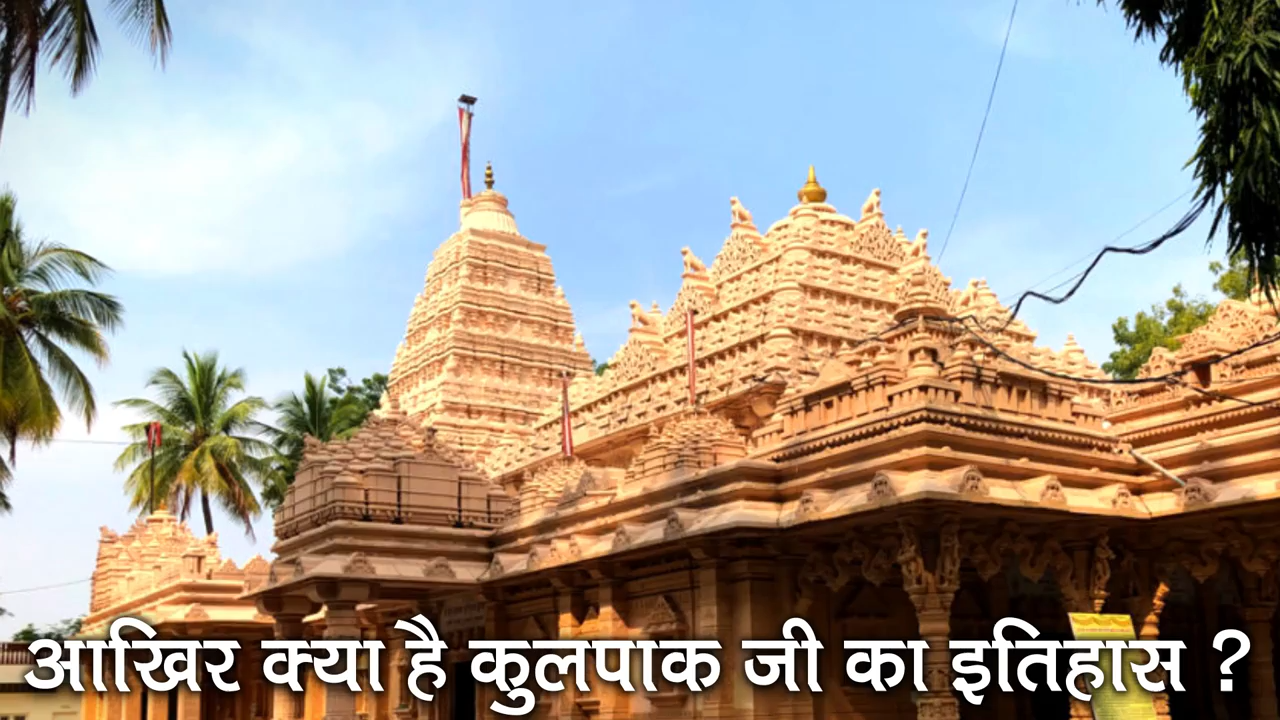 आखिर क्या है कुलपाक जी का इतिहास ?